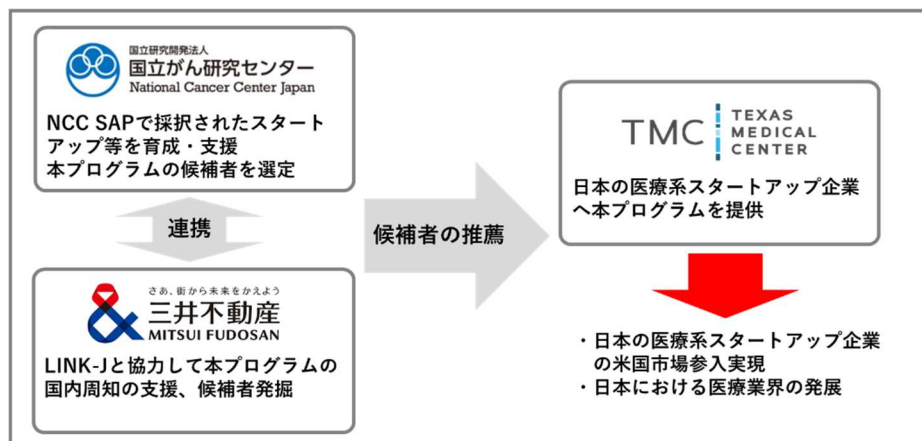 国立研究開発法人
国立がん研究センター
National Cancer Center Japan
NCC SAPで採択されたスタート
アップ等を育成・支援
本プログラムの候補者を選定
連携
さあ、街から未来をかえよう
三井不動産
MITSUI FUDOSAN
LINK-Jと協力して本プログラムの
国内周知の支援、候補者発掘
候補者の推薦
TMC
TEXAS
MEDICAL
CENTER
日本の医療系スタートアップ企業
へ本プログラムを提供
・日本の医療系スタートアップ企業
の米国市場参入実現
・日本における医療業界の発展